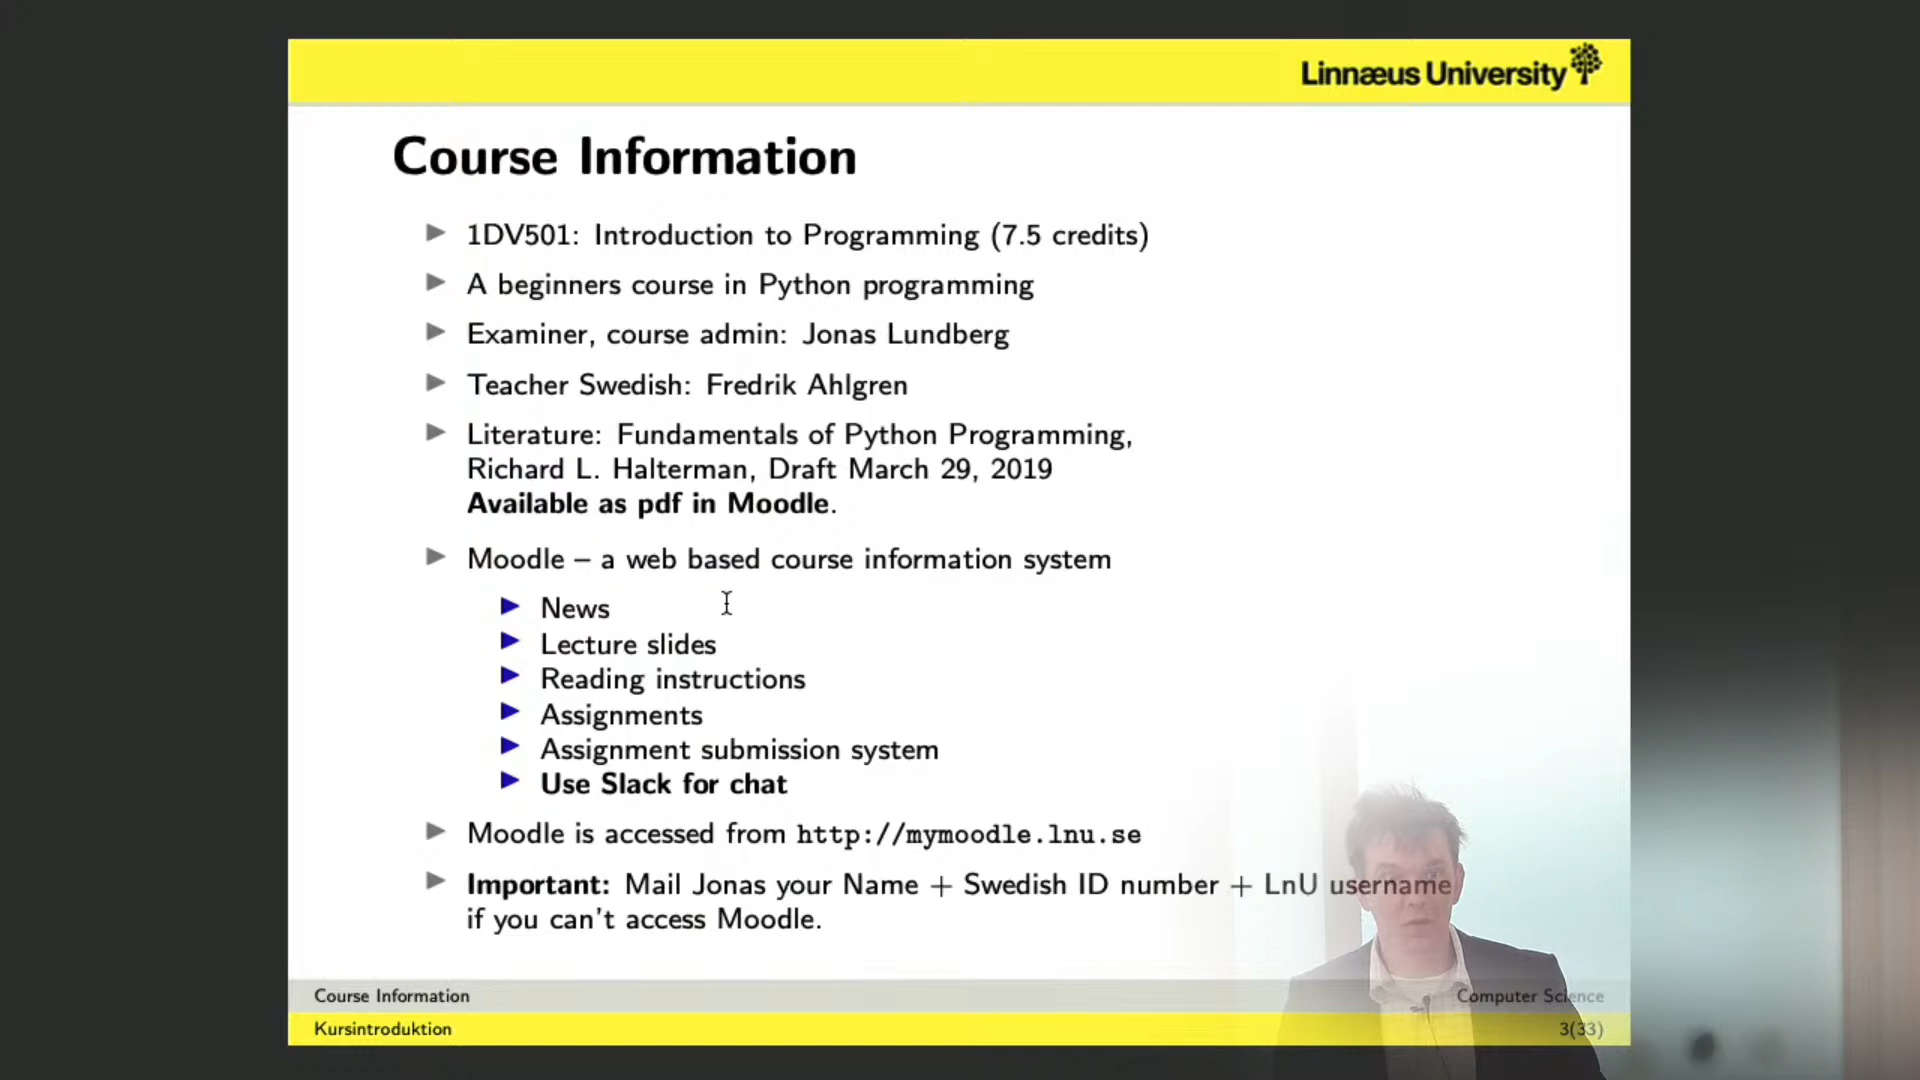 Linnæus University
Course Information
1DV501: Introduction to Programming (7.5 credits)
A beginners course in Python programming
Examiner, course admin: Jonas Lundberg
Teacher Swedish: Fredrik Ahlgren
Literature: Fundamentals of Python Programming,
Richard L. Halterman, Draft March 29, 2019
Available as pdf in Moodle.
Moodle – a web based course information system
News
Lecture slides
Reading instructions
Assignments
Assignment submission system
Use Slack for chat
Moodle is accessed from http://mymoodle.lnu.se
Important: Mail Jonas your Name + Swedish ID number + LnU username
if you can't access Moodle.
Course Information
Computer Science
Kursintroduktion
3(33)